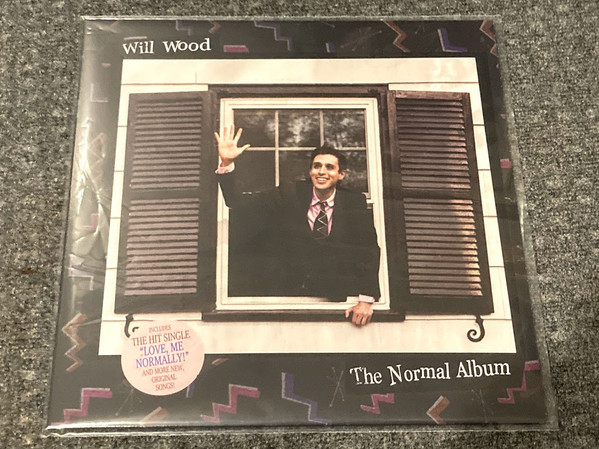 Will Wood
INCLUDES
THE HIT SINGLE
"LOVE, ME
NORMALLY!"
AND MORE NEW,
ORIGINAL
SONGS!
The Normal Album